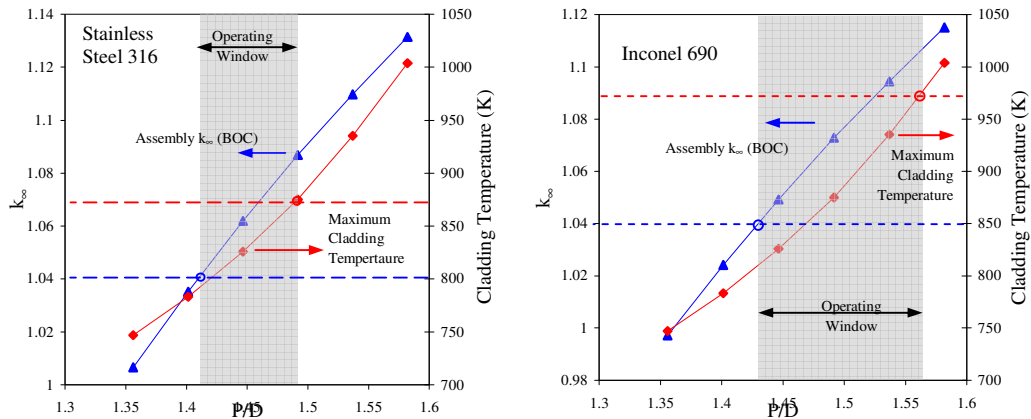 Stainless
Steel 316
Operating
Window
Assembly k∞ (BOC)
Maximum
Cladding
Tempertaure
k∞
1.14
1.12
1.1
1.08
1.06
1.04
1.02
1
1050
1000
950
900
850
800
750
700
Cladding Temperature (K)
1.3 1.35 1.4 1.45 1.5 1.55 1.6
P/D
Inconel 690
Assembly k∞ (BOC)
Maximum
Cladding
Temperature
Operating
Window
k∞
1.12
1.1
1.08
1.06
1.04
1.02
1
0.98
1050
1000
950
900
850
800
750
700
Cladding Temperature (K)
1.3 1.35 1.4 1.45 1.5 1.55 1.6
P/D